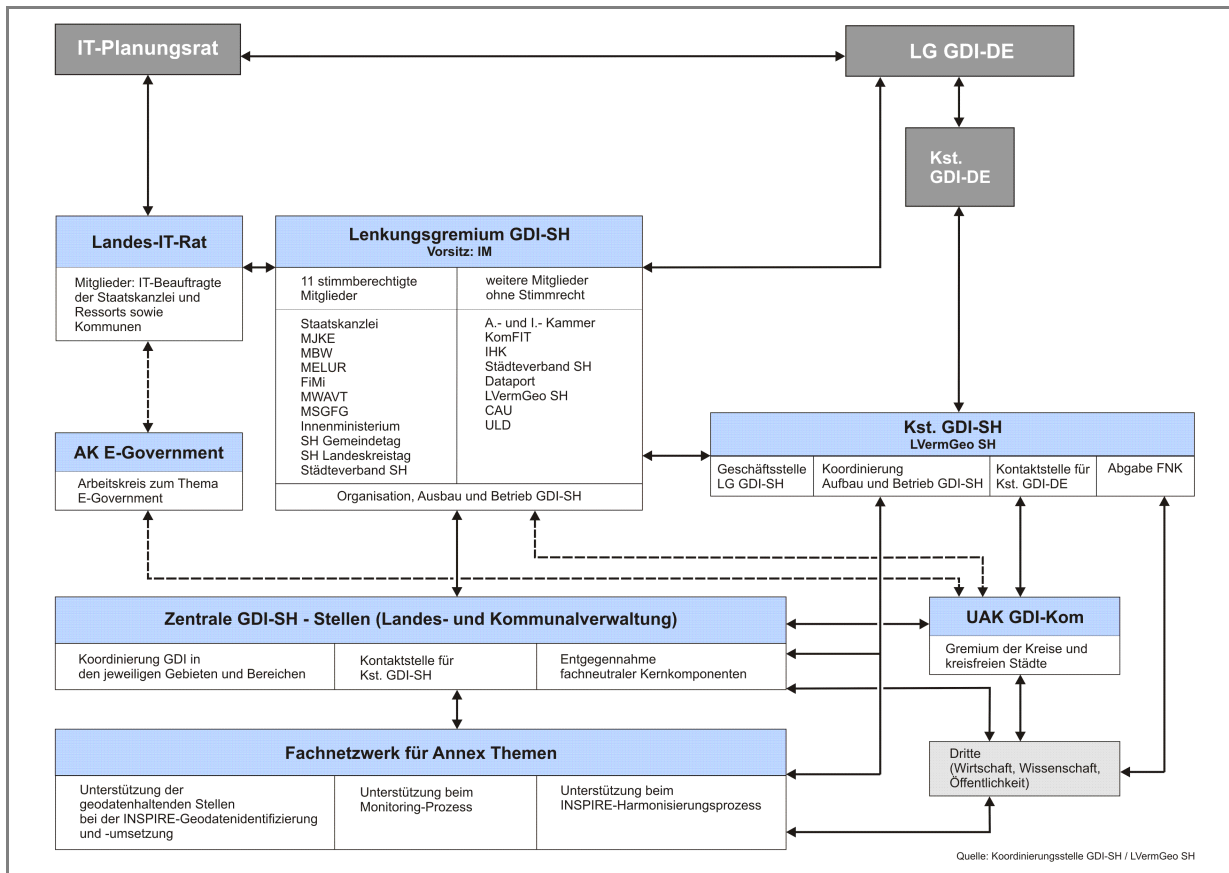 IT-Planungsrat
LG GDI-DE
Kst.
GDI-DE
Landes-IT-Rat
Mitglieder: IT-Beauftragte
der Staatskanzlei und
Ressorts sowie
Kommunen
Lenkungsgremium GDI-SH
Vorsitz: IM
11 stimmberechtigte
Mitglieder
weitere Mitglieder
ohne Stimmrecht
Staatskanzlei
MJKE
MBW
MELUR
FiMi
MWAVT
MSGFG
Innenministerium
SH Gemeindetag
SH Landeskreistag
Städteverband SH
A.- und I.- Kammer
KomFIT
IHK
Städteverband SH
Dataport
LVermGeo SH
CAU
ULD
Organisation, Ausbau und Betrieb GDI-SH
AK E-Government
Arbeitskreis zum Thema
E-Government
Kst. GDI-SH
LVermGeo SH
Geschäftsstelle
LG GDI-SH
Koordinierung
Aufbau und Betrieb GDI-SH
Kontaktstelle für
Kst. GDI-DE
Abgabe FNK
Zentrale GDI-SH - Stellen (Landes- und Kommunalverwaltung)
Koordinierung GDI in
den jeweiligen Gebieten und Bereichen
Kontaktstelle für
Kst. GDI-SH
Entgegennahme
fachneutraler Kernkomponenten
UAK GDI-Kom
Gremium der Kreise und
kreisfreien Städte
Fachnetzwerk für Annex Themen
Unterstützung der
geodatenhaltenden Stellen
bei der INSPIRE-Geodatenidentifizierung
und -umsetzung
Unterstützung beim
Monitoring-Prozess
Unterstützung beim
INSPIRE-Harmonisierungsprozess
Dritte
(Wirtschaft, Wissenschaft,
Öffentlichkeit)
Quelle: Koordinierungsstelle GDI-SH / LVermGeo SH